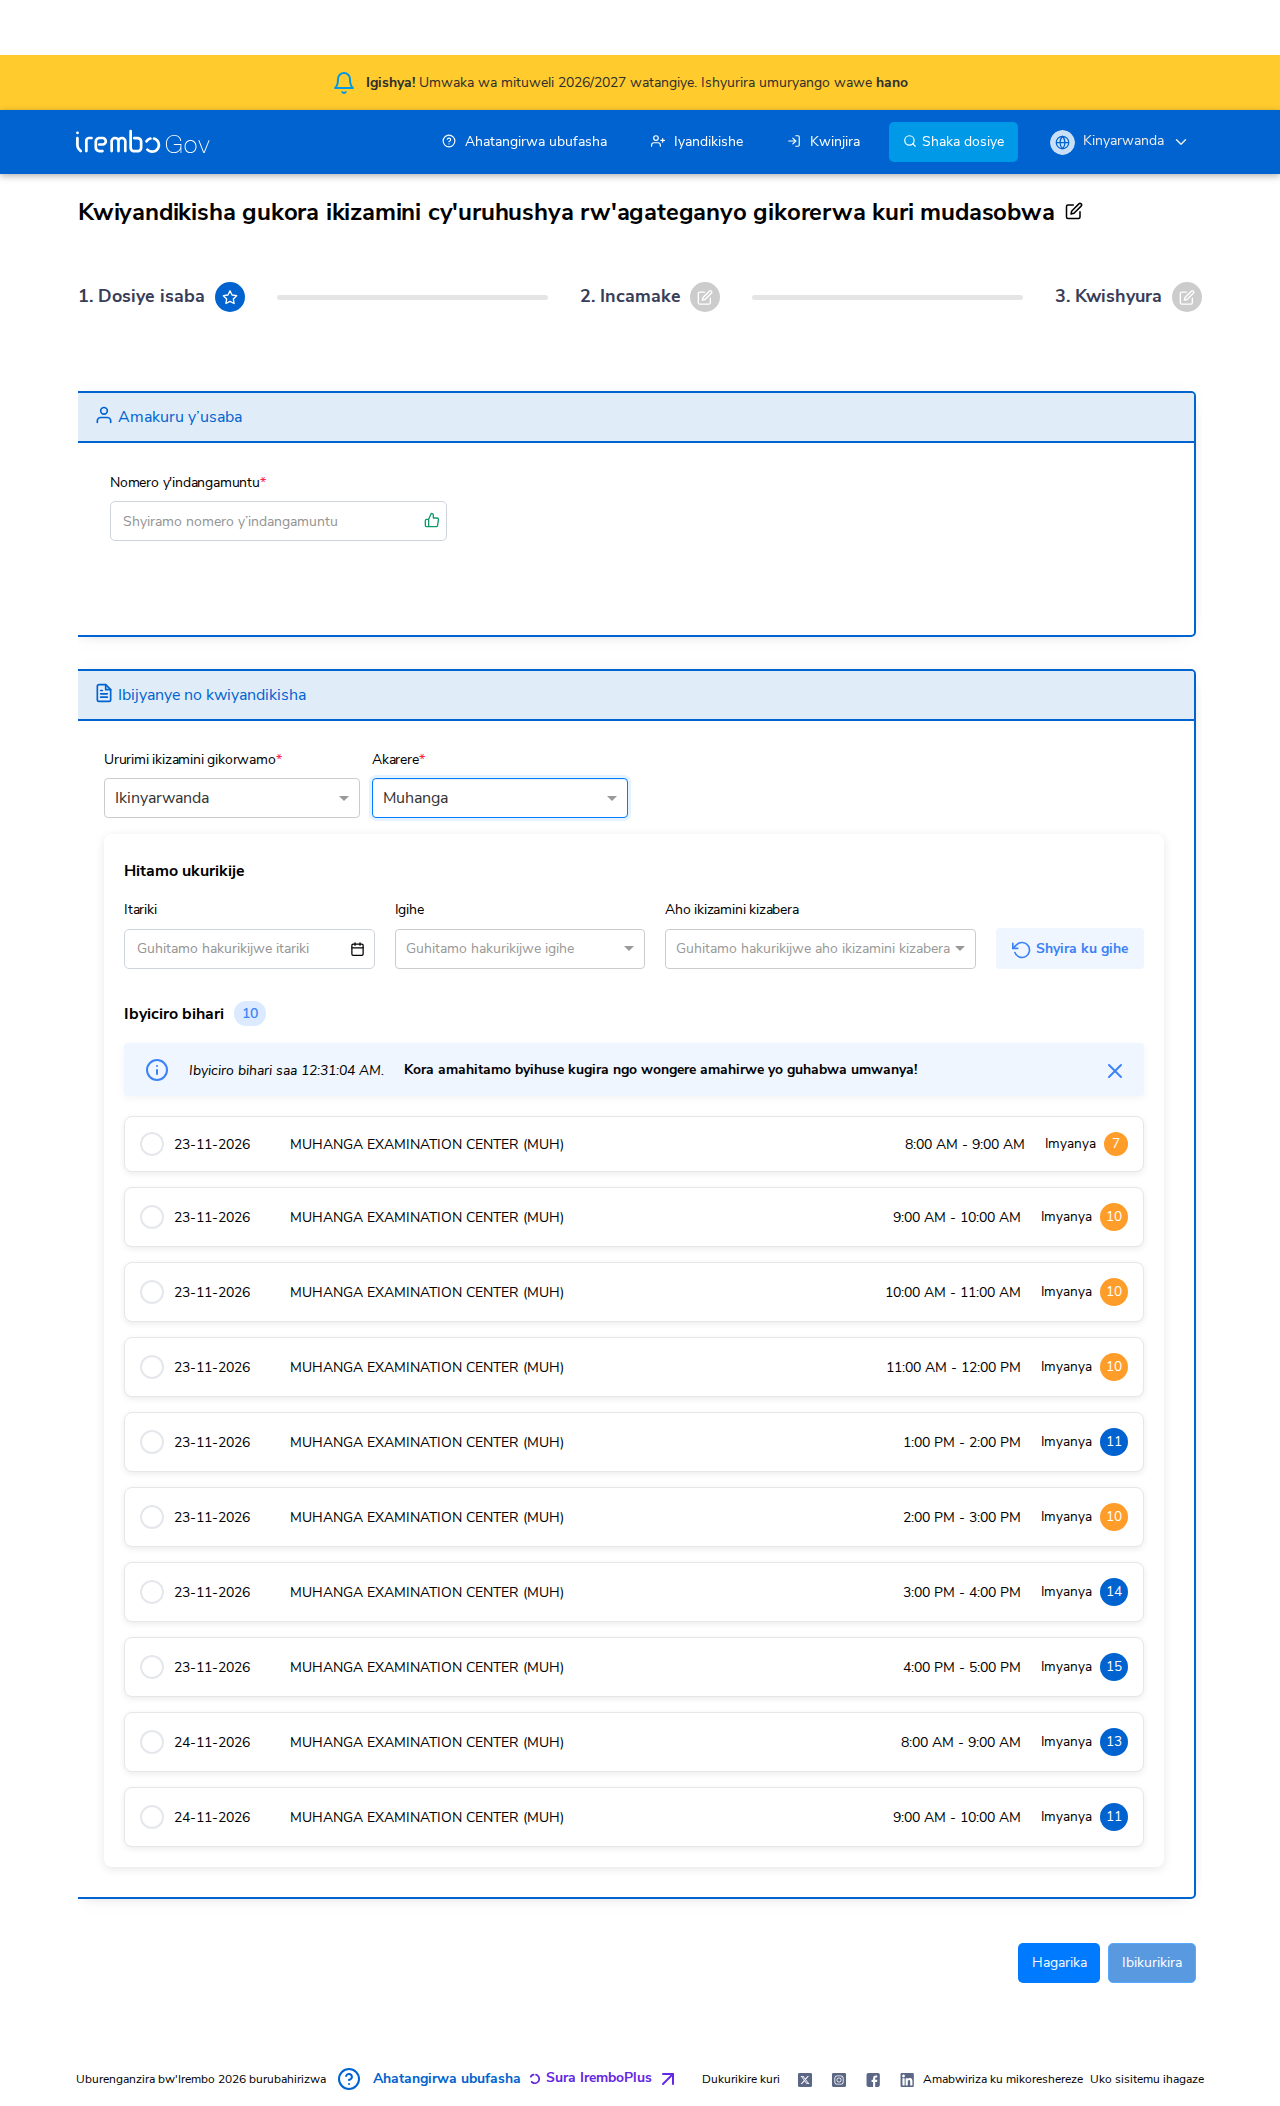 Igishya! Umwaka wa mituweli 2026/2027 watangiye. Ishyurira umuryango wawe hano
irembo Gov
Ahatangirwa ubufasha
Iyandikishe
Kwinjira
Shaka dosiye
Kinyarwanda
Kwiyandikisha gukora ikizamini cy'uruhushya rw'agateganyo gikorerwa kuri mudasobwa
1. Dosiye isaba
2. Incamake
3. Kwishyura
Amakuru y’usaba
Nomero y'indangamuntu*
Shyiramo nomero y’indangamuntu
Ibijyanye no kwiyandikisha
Ururimi ikizamini gikorwamo* Akarere*
Ikinyarwanda Muhanga
Hitamo ukurikije
Itariki Igihe Aho ikizamini kizabera
Guhitamo hakurikijwe itariki Guhitamo hakurikijwe igihe Guhitamo hakurikijwe aho ikizamini kizabera Shyira ku gihe
Ibyiciro bihari 10
Ibyiciro bihari saa 12:31:04 AM. Kora amahitamo byihuse kugira ngo wongere amahirwe yo guhabwa umwanya!
23-11-2026 MUHANGA EXAMINATION CENTER (MUH) 8:00 AM - 9:00 AM Imyanya 7
23-11-2026 MUHANGA EXAMINATION CENTER (MUH) 9:00 AM - 10:00 AM Imyanya 10
23-11-2026 MUHANGA EXAMINATION CENTER (MUH) 10:00 AM - 11:00 AM Imyanya 10
23-11-2026 MUHANGA EXAMINATION CENTER (MUH) 11:00 AM - 12:00 PM Imyanya 10
23-11-2026 MUHANGA EXAMINATION CENTER (MUH) 1:00 PM - 2:00 PM Imyanya 11
23-11-2026 MUHANGA EXAMINATION CENTER (MUH) 2:00 PM - 3:00 PM Imyanya 10
23-11-2026 MUHANGA EXAMINATION CENTER (MUH) 3:00 PM - 4:00 PM Imyanya 14
23-11-2026 MUHANGA EXAMINATION CENTER (MUH) 4:00 PM - 5:00 PM Imyanya 15
24-11-2026 MUHANGA EXAMINATION CENTER (MUH) 8:00 AM - 9:00 AM Imyanya 13
24-11-2026 MUHANGA EXAMINATION CENTER (MUH) 9:00 AM - 10:00 AM Imyanya 11
Hagarika Ibikurikira
Uburenganzira bw'Irembo 2026 burubahirizwa Ahatangirwa ubufasha Sura IremboPlus Dukurikire kuri Amabwiriza ku mikoreshereze Uko sisitemu ihagaze